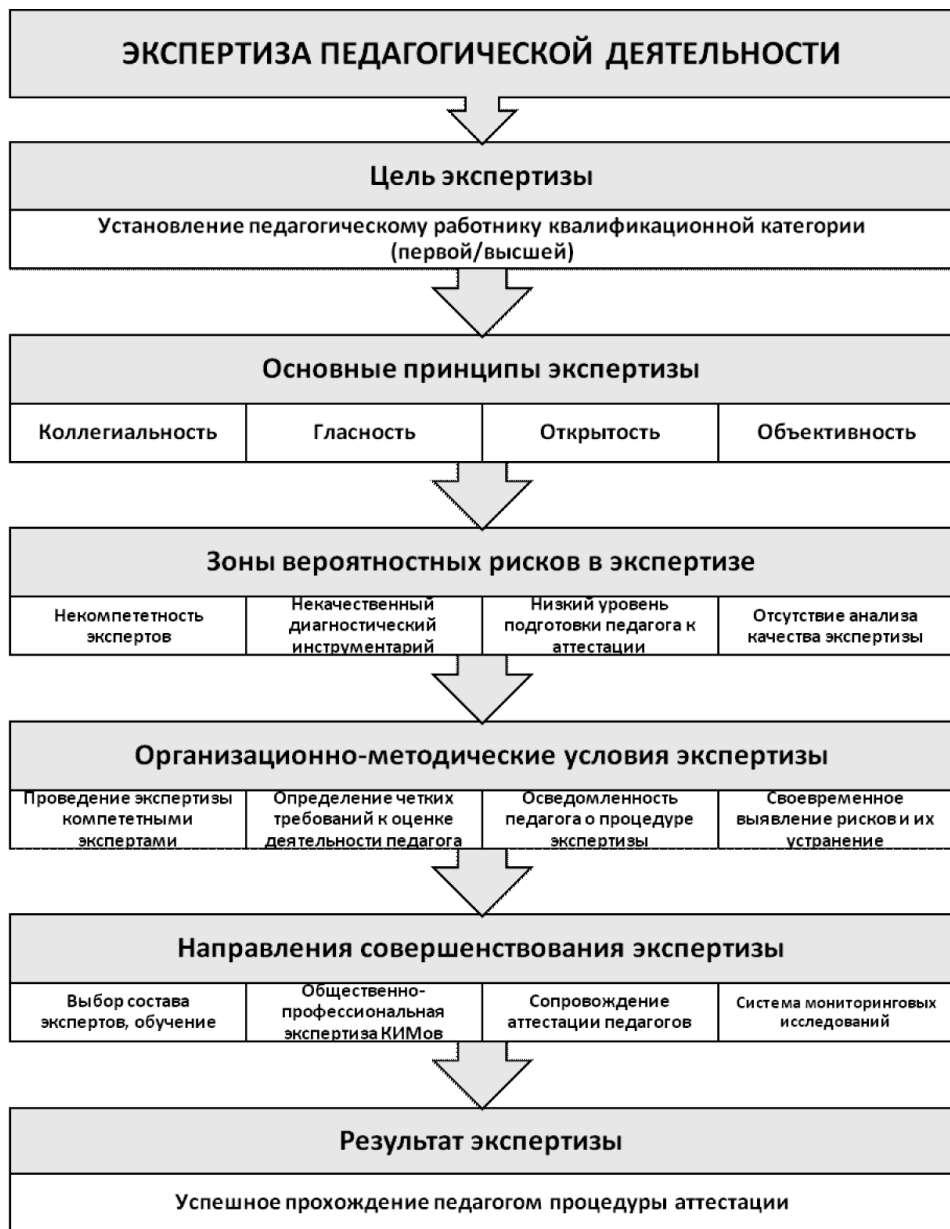 ЭКСПЕРТИЗА ПЕДАГОГИЧЕСКОЙ ДЕЯТЕЛЬНОСТИ
Цель экспертизы
Установление педагогическому работнику квалификационной категории
(первой/высшей)
Основные принципы экспертизы
Коллегиальность
Гласность
Открытость
Объективность
Зоны вероятностных рисков в экспертизе
Некомпететность
экспертов
Некачественный
диагностический
инструментарий
Низкий уровень
подготовки педагога к
аттестации
Отсутствие анализа
качества экспертизы
Организационно-методические условия экспертизы
Проведение экспертизы
компететными
экспертами
Определение четких
требований к оценке
деятельности педагога
Осведомленность
педагога о процедуре
экспертизы
Своевременное
выявление рисков и их
устранение
Направления совершенствования экспертизы
Выбор состава
экспертов, обучение
Общественно-
профессиональная
экспертиза КИМов
Сопровождение
аттестации педагогов
Система мониторинговых
исследований
Результат экспертизы
Успешное прохождение педагогом процедуры аттестации